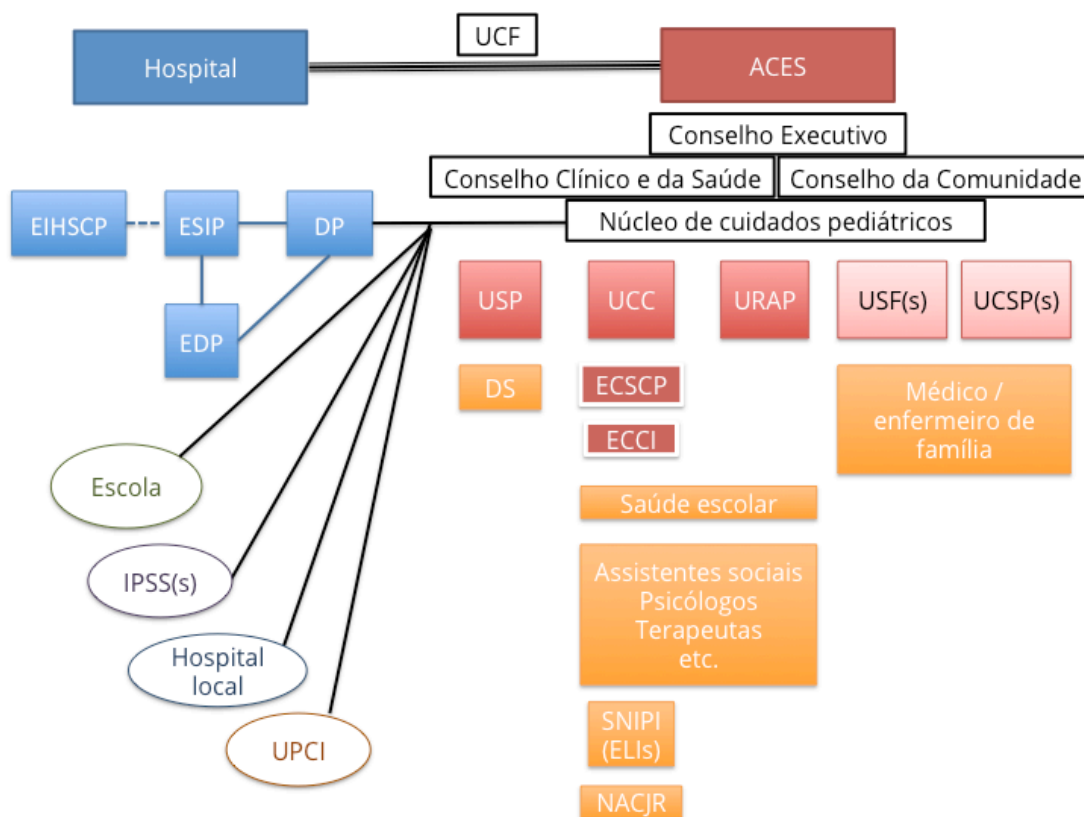 UCF
Hospital
ACES
Conselho Executivo
Conselho Clínico e da Saúde
Conselho da Comunidade
Núcleo de cuidados pediátricos
EIHSCP
ESIP
DP
EDP
USP
UCC
URAP
USF(s)
UCSP(s)
DS
ECSCP
ECCI
Médico /
enfermeiro de
família
Saúde escolar
Assistentes sociais
Psicólogos
Terapeutas
etc.
SNIPI
(ELIs)
NACJR
Escola
IPSS(s)
Hospital
local
UPCI